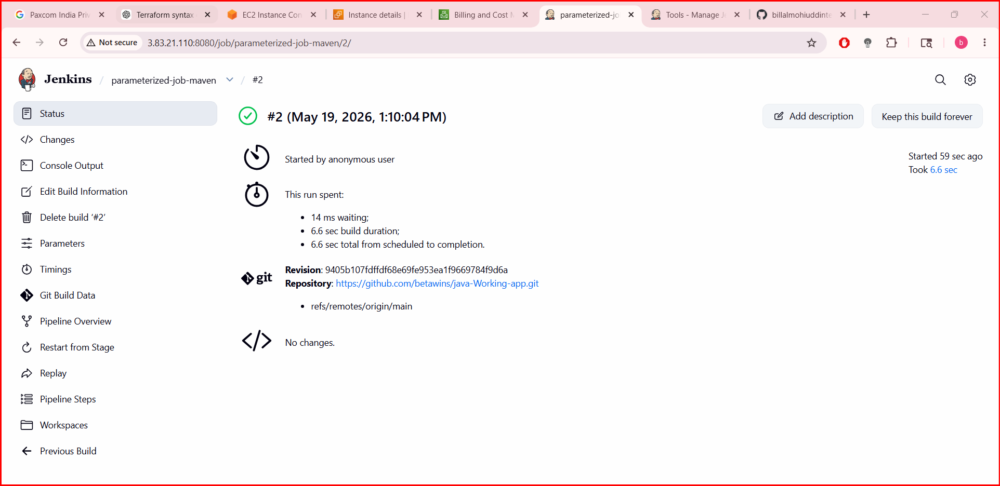 Paxcom India Priv
Terraform syntax
EC2 Instance Con
Instance details |
Billing and Cost M
parameterized-jo
Tools - Manage Je
billalmohiuddinte
Not secure
3.83.21.110:8080/job/parameterized-job-maven/2/
b
Jenkins / parameterized-job-maven / #2
Status
Changes
Console Output
Edit Build Information
Delete build ‘#2’
Parameters
Timings
Git Build Data
Pipeline Overview
Restart from Stage
Replay
Pipeline Steps
Workspaces
Previous Build
#2 (May 19, 2026, 1:10:04 PM)
Add description
Keep this build forever
Started by anonymous user
Started 59 sec ago
Took 6.6 sec
This run spent:
14 ms waiting;
6.6 sec build duration;
6.6 sec total from scheduled to completion.
git
Revision: 9405b107fdffdf68e69fe953ea1f9669784f9d6a
Repository: https://github.com/betawins/java-Working-app.git
refs/remotes/origin/main
No changes.